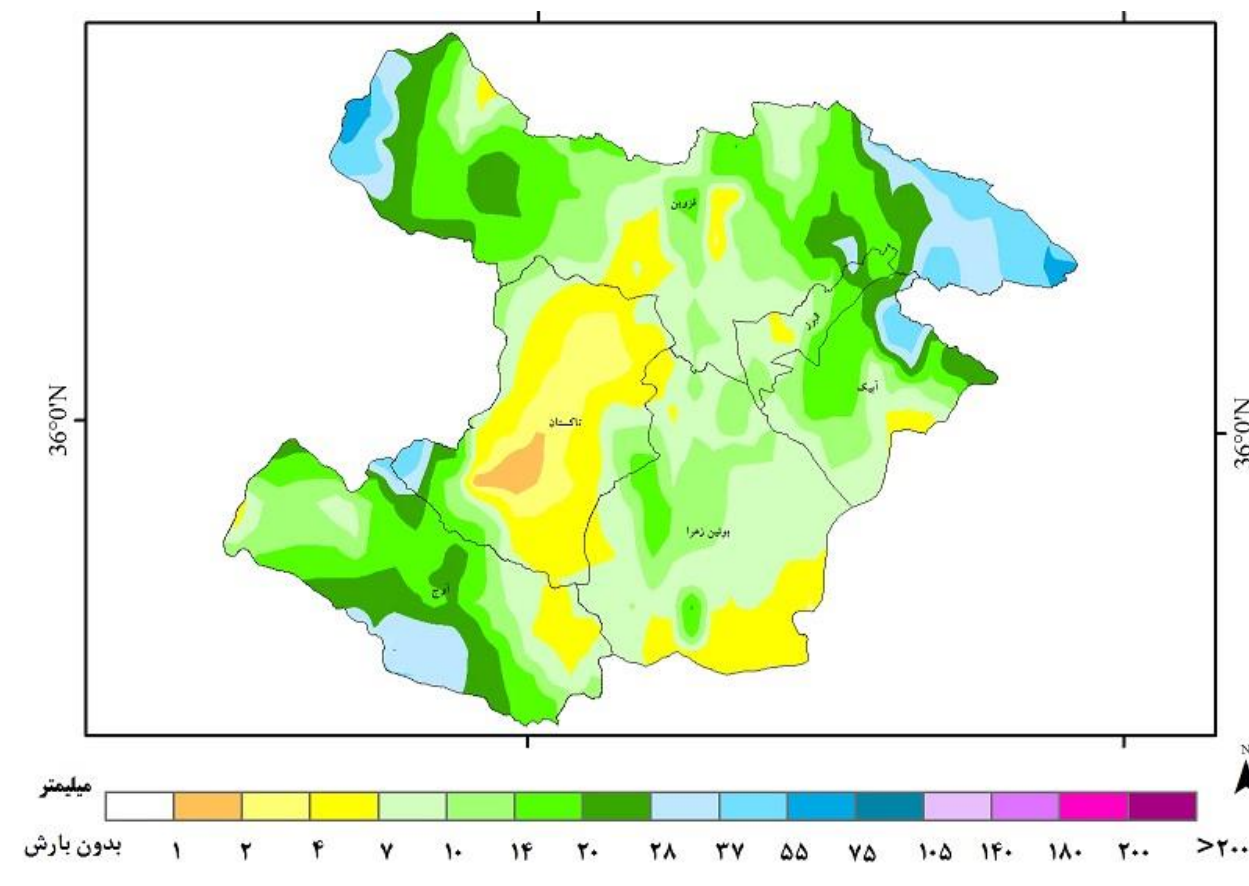 قزوین
البرز
آبیک
36°0'N
36°0'N
تاکستان
بوئین زهرا
آوج
N
میلیمتر
بدون بارش ۱ ۲ ۴ ۷ ۱۰ ۱۴ ۲۰ ۲۸ ۳۷ ۵۵ ۷۵ ۱۰۵ ۱۴۰ ۱۸۰ ۲۰۰ >۲۰۰